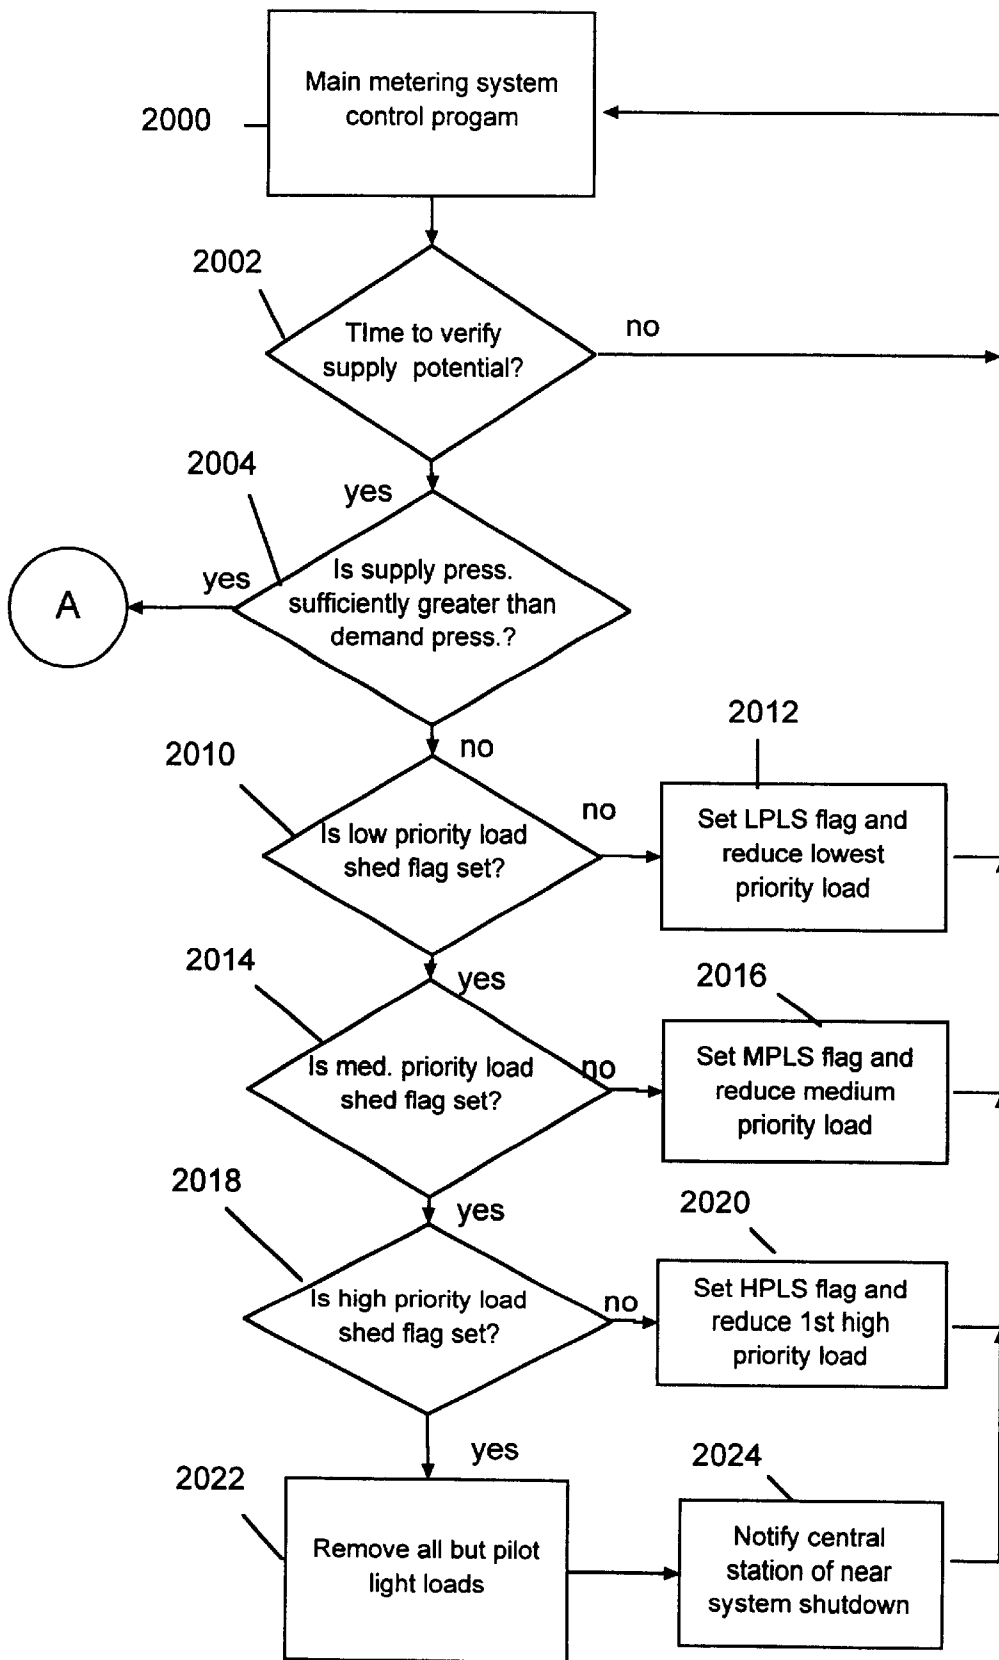 Main metering system
control progam
2000
2002
TIme to verify
supply potential?
no
2004
yes
yes
A
Is supply press.
sufficiently greater than
demand press.?
no
2010
Is low priority load
shed flag set?
no
2012
Set LPLS flag and
reduce lowest
priority load
2014
yes
Is med. priority load
shed flag set?
no
2016
Set MPLS flag and
reduce medium
priority load
2018
yes
Is high priority load
shed flag set?
no
2020
Set HPLS flag and
reduce 1st high
priority load
yes
2022
Remove all but pilot
light loads
2024
Notify central
station of near
system shutdown